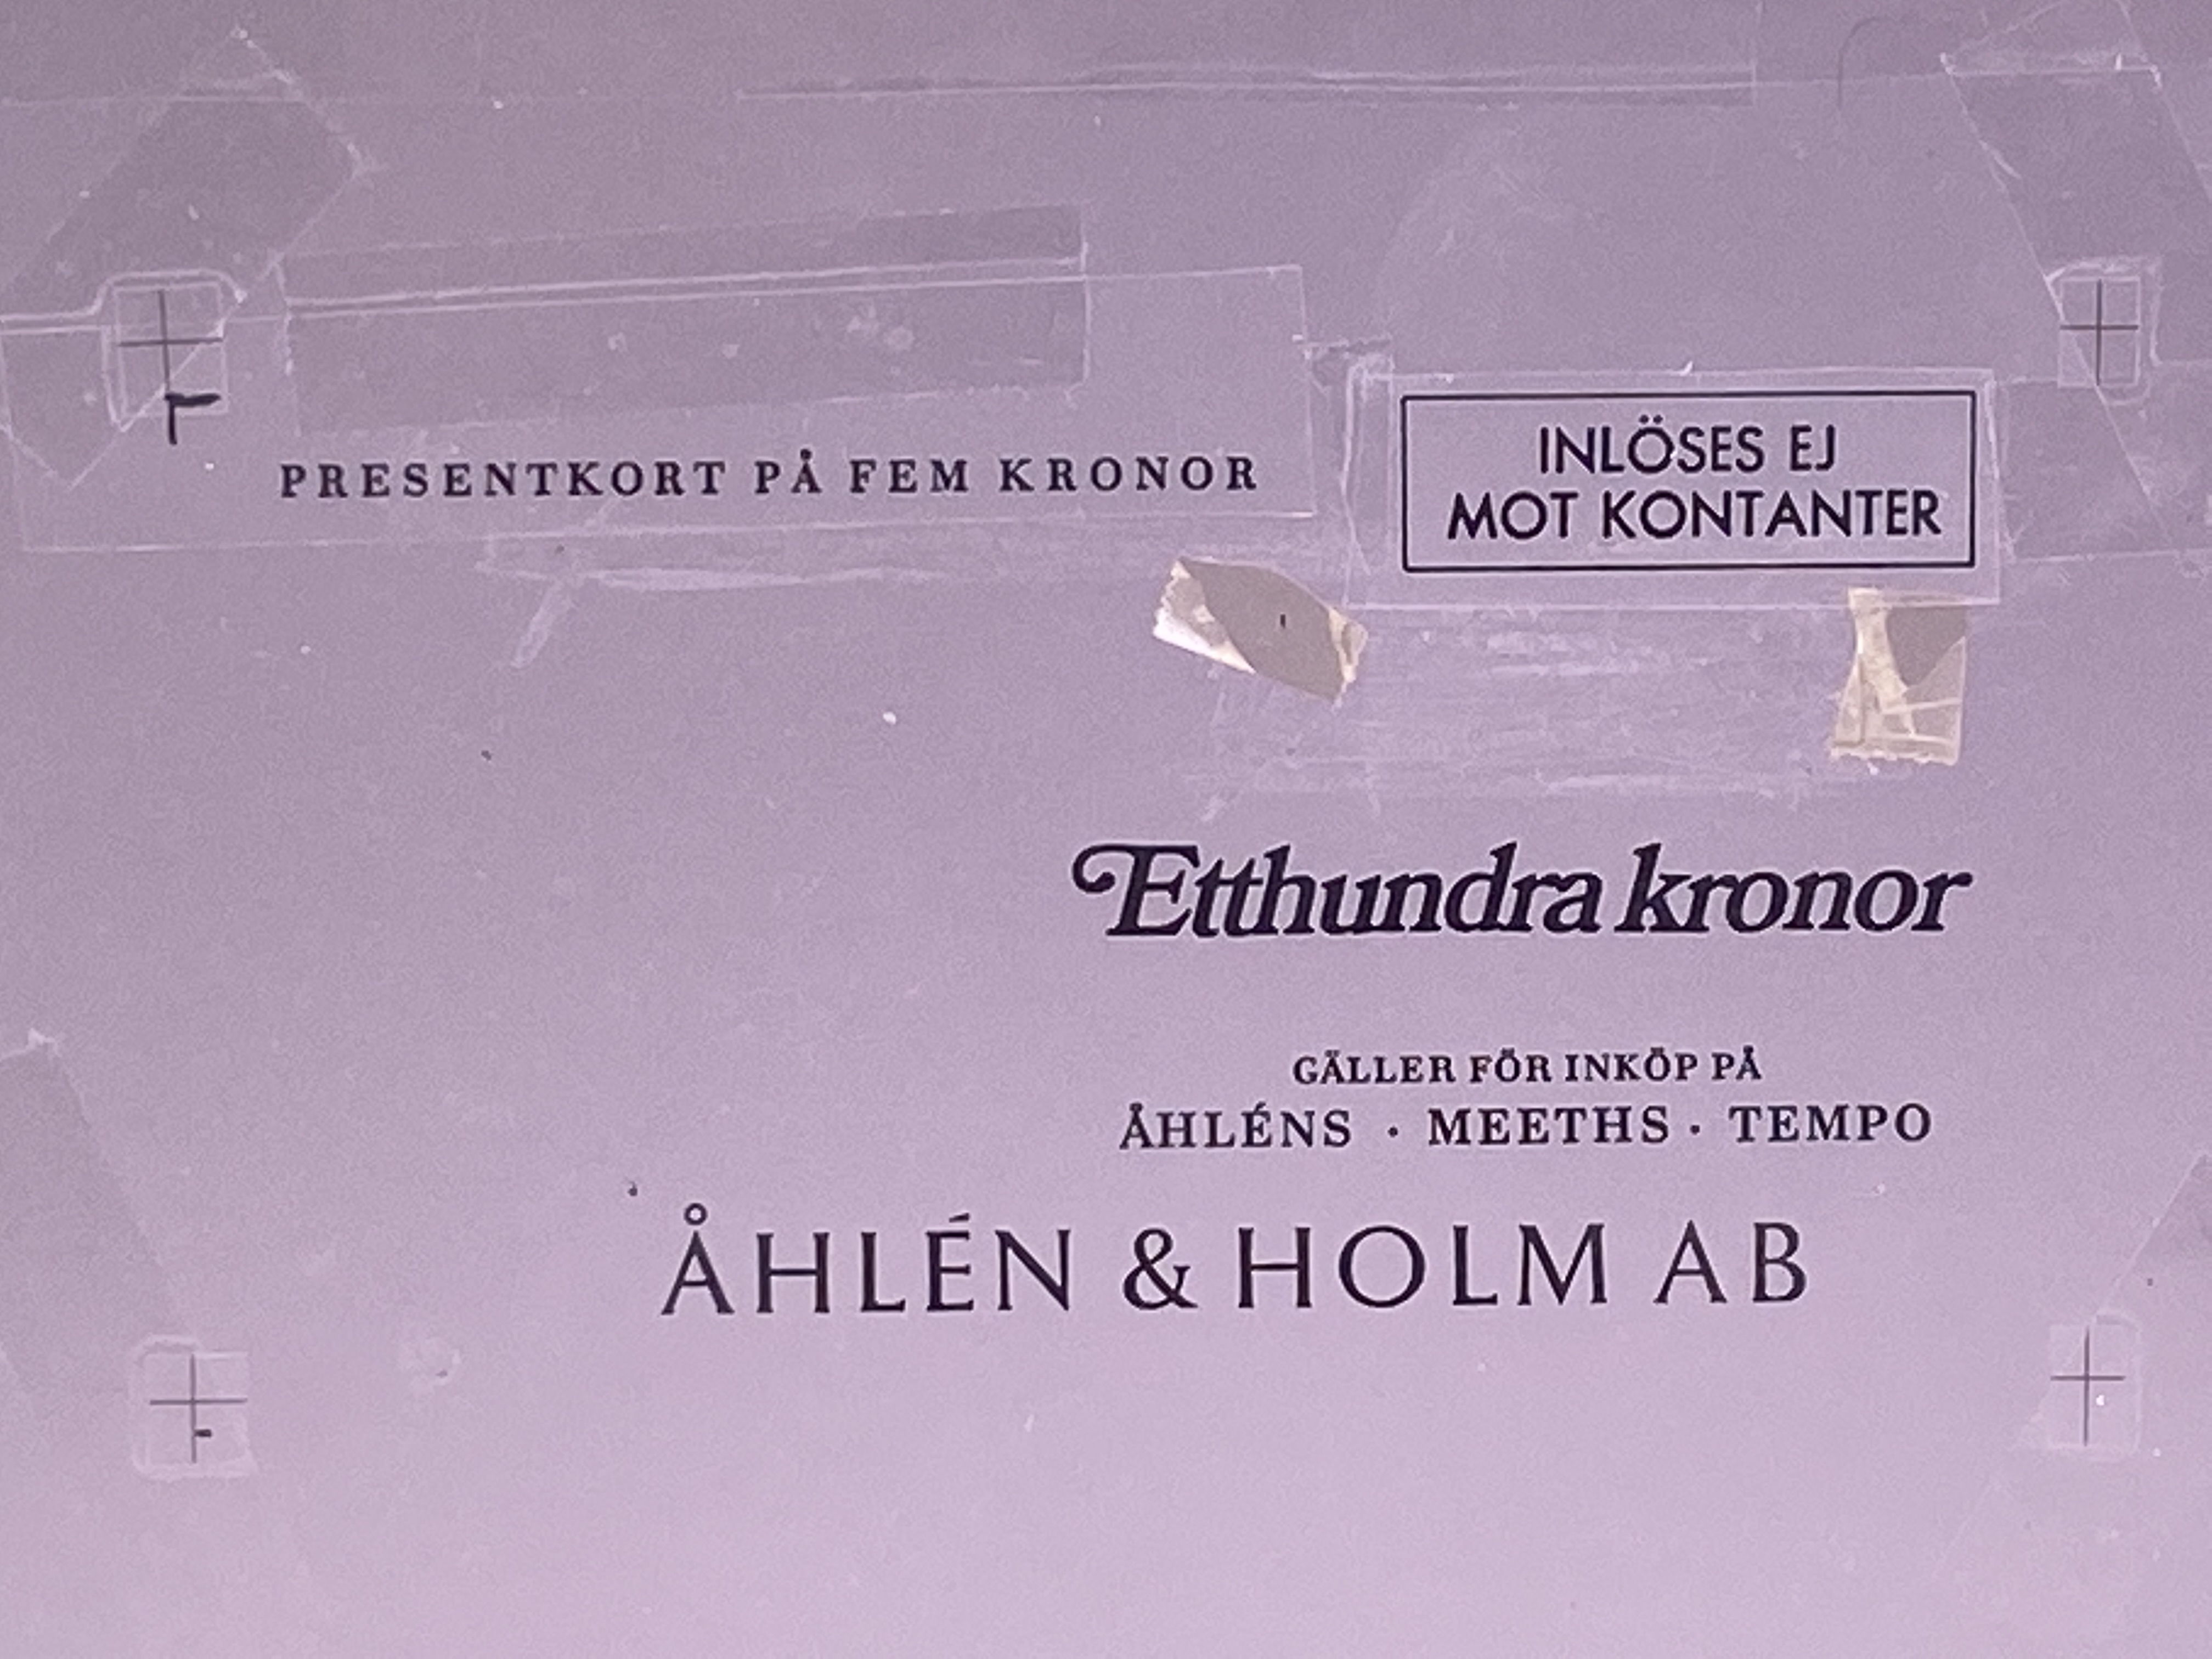 PRESENTKORT PÅ FEM KRONOR
INLÖSES EJ
MOT KONTANTER
Etthundra kronor
GÄLLER FÖR INKÖP PÅ
ÅHLÉNS · MEETHS · TEMPO
ÅHLÉN & HOLM AB